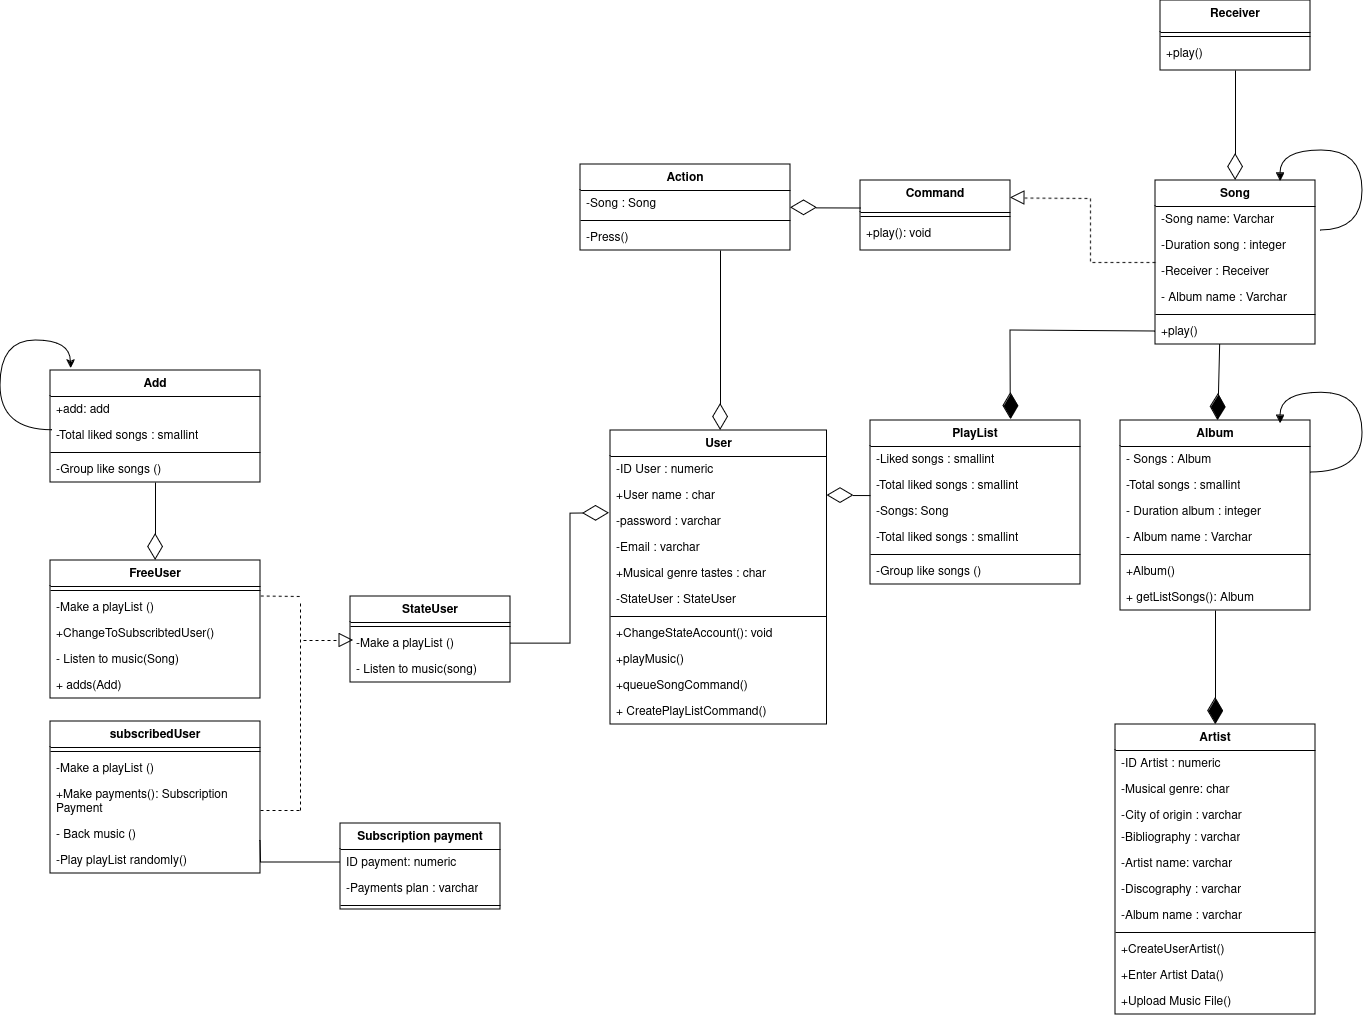 Receiver
+play()
Action
-Song : Song
-Press()
Command
+play(): void
Song
-Song name: Varchar
-Duration song : integer
-Receiver : Receiver
- Album name : Varchar
+play()
Add
+add: add
-Total liked songs : smallint
-Group like songs ()
User
-ID User : numeric
+User name : char
-password : varchar
-Email : varchar
+Musical genre tastes : char
-StateUser : StateUser
+ChangeStateAccount(): void
+playMusic()
+queueSongCommand()
+ CreatePlayListCommand()
PlayList
-Liked songs : smallint
-Total liked songs : smallint
-Songs: Song
-Total liked songs : smallint
-Group like songs ()
Album
- Songs : Album
-Total songs : smallint
- Duration album : integer
- Album name : Varchar
+Album()
+ getListSongs(): Album
FreeUser
-Make a playList ()
+ChangeToSubscribtedUser()
- Listen to music(Song)
+ adds(Add)
StateUser
-Make a playList ()
- Listen to music(song)
subscribedUser
-Make a playList ()
+Make payments(): Subscription
Payment
- Back music ()
-Play playList randomly()
Subscription payment
ID payment: numeric
-Payments plan : varchar
Artist
-ID Artist : numeric
-Musical genre: char
-City of origin : varchar
-Bibliography : varchar
-Artist name: varchar
-Discography : varchar
-Album name : varchar
+CreateUserArtist()
+Enter Artist Data()
+Upload Music File()